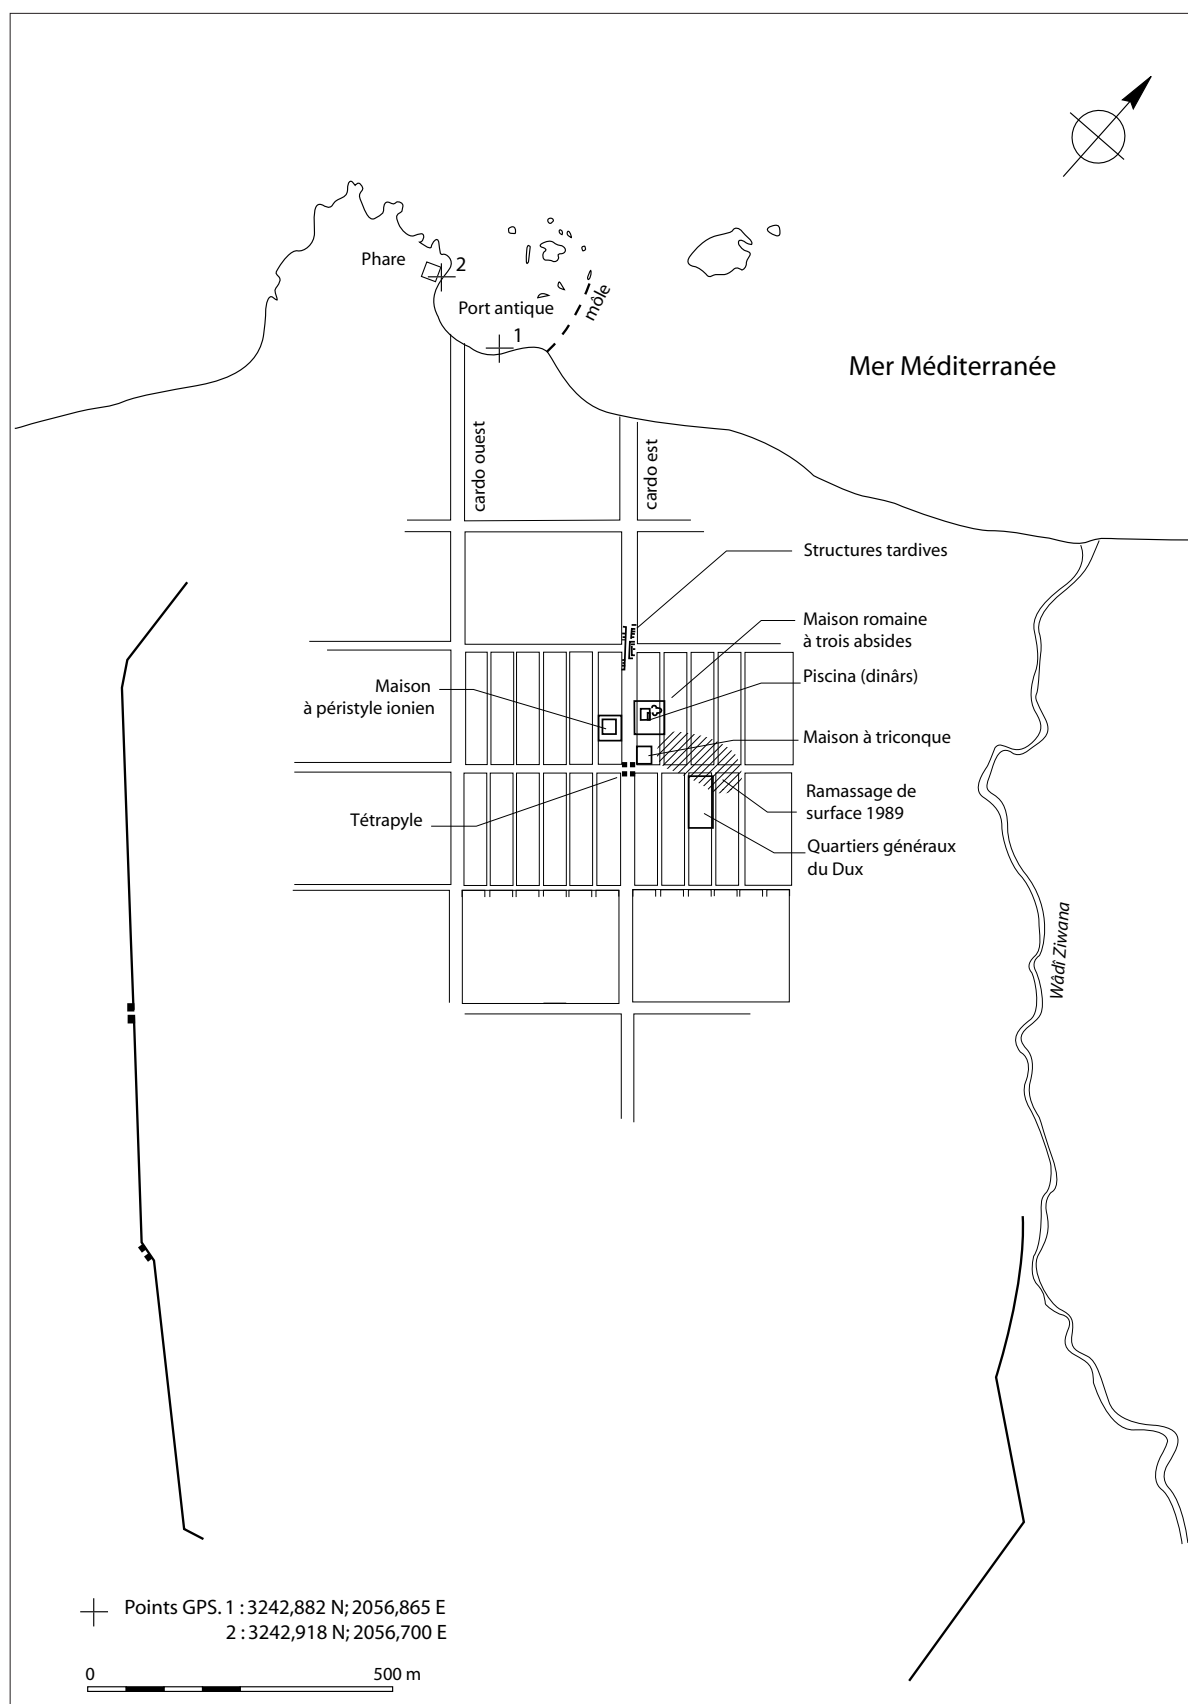 Phare
2
Port antique
môle
1
Mer Méditerranée
cardo ouest
cardo est
Structures tardives
Maison romaine
à trois absides
Piscina (dinârs)
Maison
à péristyle ionien
Maison à triconque
Ramassage de
surface 1989
Tétrapyle
Quartiers généraux
du Dux
Wâdî Ziwana
Points GPS. 1 : 3242,882 N; 2056,865 E
2 : 3242,918 N; 2056,700 E
0 500 m